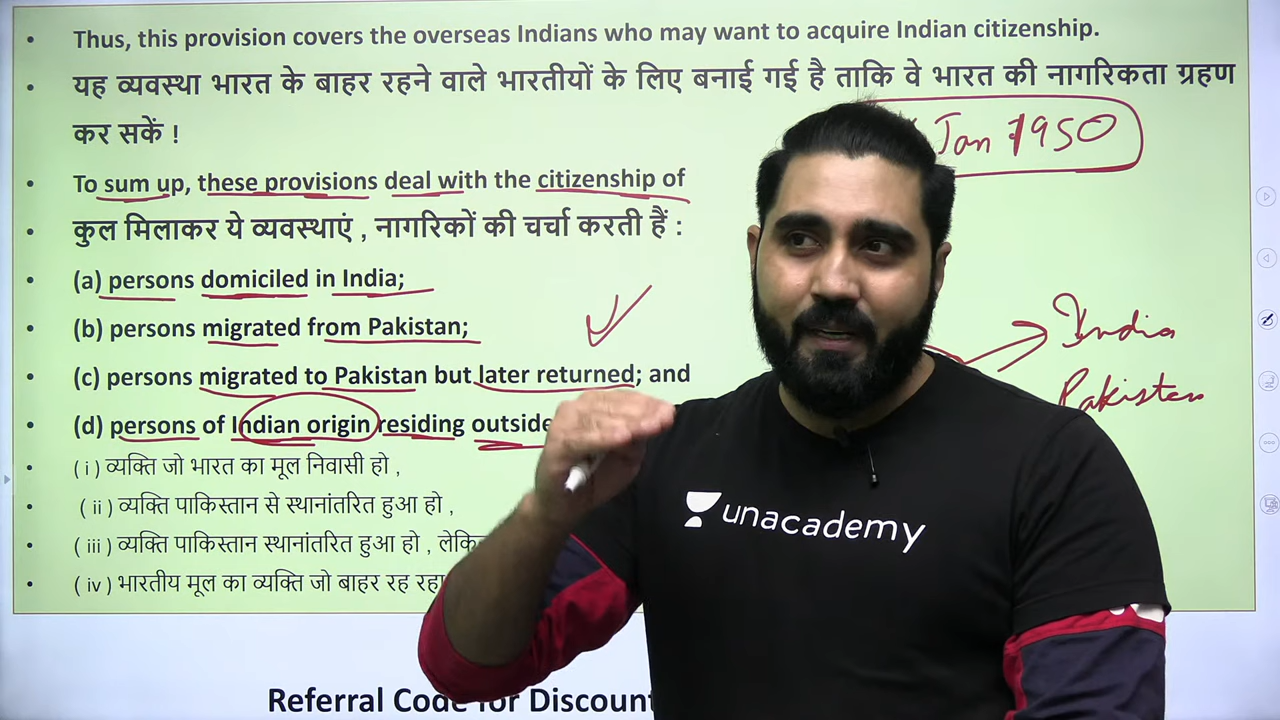 Thus, this provision covers the overseas Indians who may want to acquire Indian citizenship.
यह व्यवस्था भारत के बाहर रहने वाले भारतीयों के लिए बनाई गई है ताकि वे भारत की नागरिकता ग्रहण
कर सकें !
Jan 1950
To sum up, these provisions deal with the citizenship of
कुल मिलाकर ये व्यवस्थाएं , नागरिकों की चर्चा करती हैं :
(a) persons domiciled in India;
(b) persons migrated from Pakistan;
India
(c) persons migrated to Pakistan but later returned; and
Pakistan
(d) persons of Indian origin residing outside
( i ) व्यक्ति जो भारत का मूल निवासी हो ,
( ii ) व्यक्ति पाकिस्तान से स्थानांतरित हुआ हो ,
( iii ) व्यक्ति पाकिस्तान स्थानांतरित हुआ हो ,
( iv ) भारतीय मूल का व्यक्ति जो बाहर रह रहा
unacademy
Referral Code for Discount